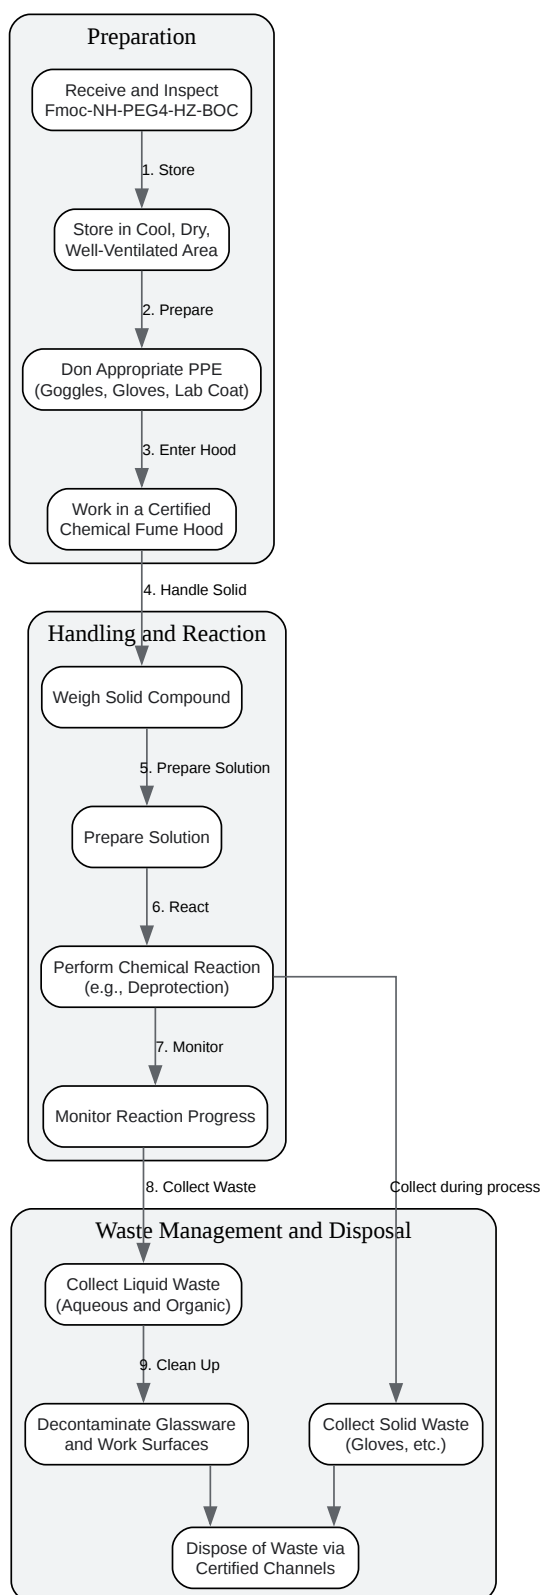 Preparation
Receive and Inspect
Fmoc-NH-PEG4-HZ-BOC
1. Store
Store in Cool, Dry,
Well-Ventilated Area
2. Prepare
Don Appropriate PPE
(Goggles, Gloves, Lab Coat)
3. Enter Hood
Work in a Certified
Chemical Fume Hood
4. Handle Solid
Handling and Reaction
Weigh Solid Compound
5. Prepare Solution
Prepare Solution
6. React
Perform Chemical Reaction
(e.g., Deprotection)
7. Monitor
Monitor Reaction Progress
8. Collect Waste
Collect during process
Waste Management and Disposal
Collect Liquid Waste
(Aqueous and Organic)
9. Clean Up
Decontaminate Glassware
and Work Surfaces
Collect Solid Waste
(Gloves, etc.)
Dispose of Waste via
Certified Channels